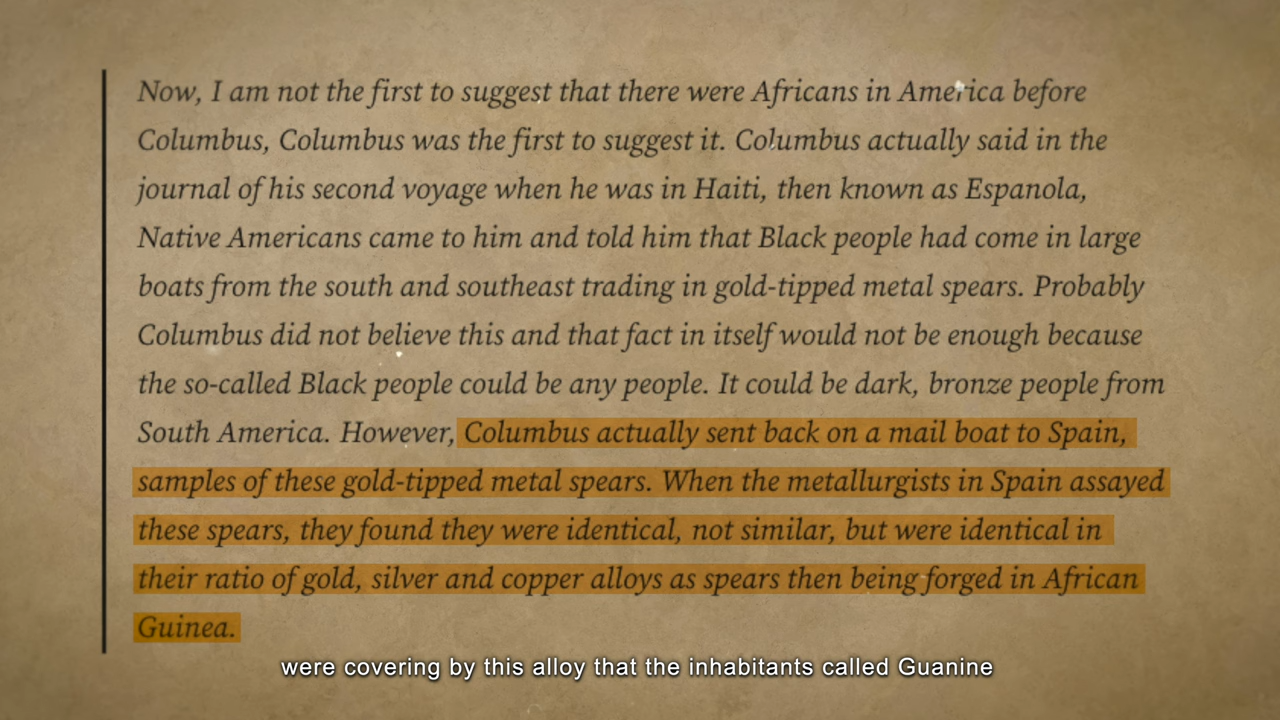 Now, I am not the first to suggest that there were Africans in America before
Columbus, Columbus was the first to suggest it. Columbus actually said in the
journal of his second voyage when he was in Haiti, then known as Espanola,
Native Americans came to him and told him that Black people had come in large
boats from the south and southeast trading in gold-tipped metal spears. Probably
Columbus did not believe this and that fact in itself would not be enough because
the so-called Black people could be any people. It could be dark, bronze people from
South America. However, Columbus actually sent back on a mail boat to Spain,
samples of these gold-tipped metal spears. When the metallurgists in Spain assayed
these spears, they found they were identical, not similar, but were identical in
their ratio of gold, silver and copper alloys as spears then being forged in African
Guinea.
were covering by this alloy that the inhabitants called Guanine